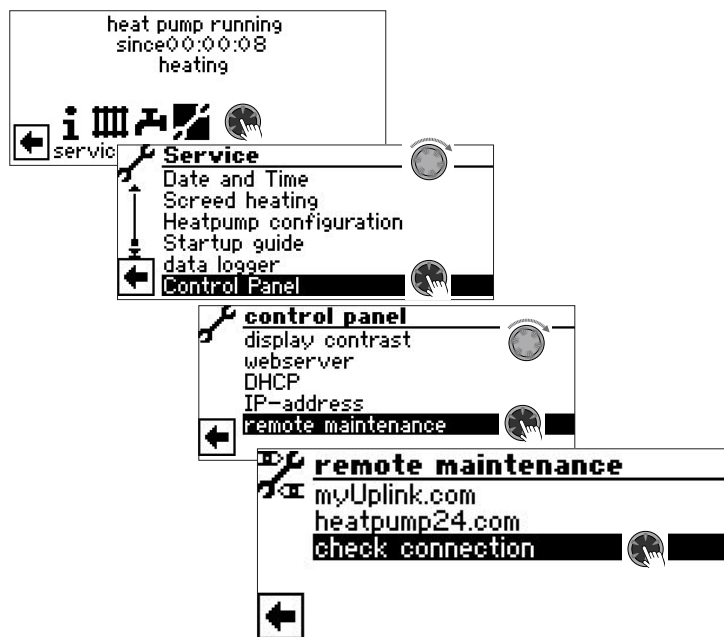 heat pump running
since00:00:08
heating
servic
Service
Date and Time
Screed heating
Heatpump configuration
Startup guide
data logger
Control Panel
control panel
display contrast
webserver
DHCP
IP-address
remote maintenance
remote maintenance
myUplink.com
heatpump24.com
check connection